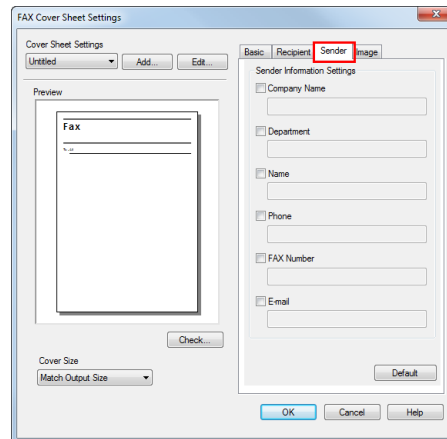 FAX Cover Sheet Settings
Cover Sheet Settings
Untitled
Add...
Edit...
Preview
Fax
Check...
Cover Size
Match Output Size
Basic Recipient Sender Image
Sender Information Settings
Company Name
Department
Name
Phone
FAX Number
E-mail
Default
OK Cancel Help